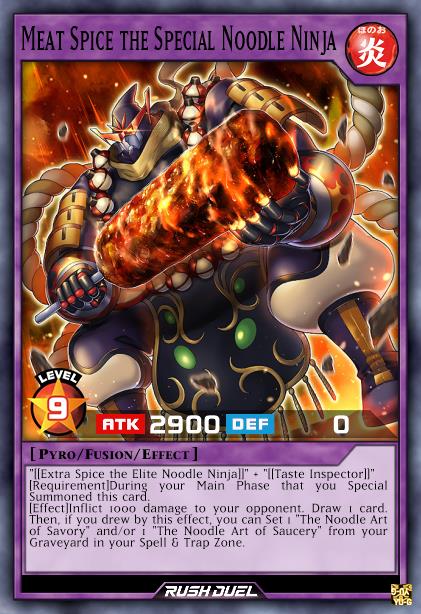 Meat Spice the Special Noodle Ninja
ほのお
炎
LEVEL
9
ATK 2900 DEF 0
[ Pyro/Fusion/Effect ]
"[[Extra Spice the Elite Noodle Ninja]]" + "[[Taste Inspector]]"
[Requirement]During your Main Phase that you Special
Summoned this card.
[Effect]Inflict 1000 damage to your opponent. Draw 1 card.
Then, if you drew by this effect, you can Set 1 "The Noodle Art
of Savory" and/or 1 "The Noodle Art of Saucery" from your
Graveyard in your Spell & Trap Zone.
RUSH DUEL